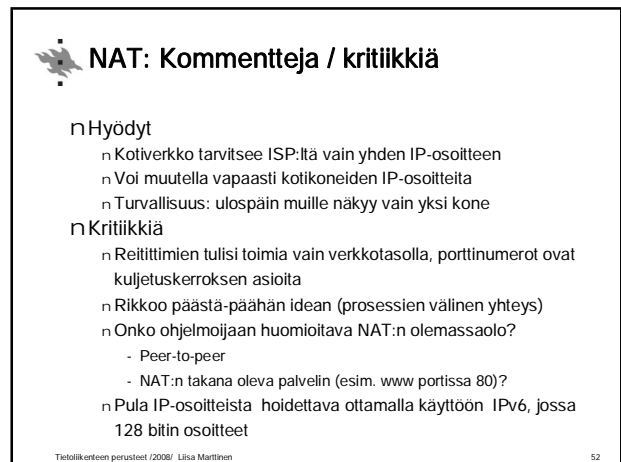 NAT: Kommentteja / kritiikkiä
n Hyödyt
n Kotiverkko tarvitsee ISP:ltä vain yhden IP-osoitteen
n Voi muutella vapaasti kotikoneiden IP-osoitteita
n Turvallisuus: ulospäin muille näkyy vain yksi kone
n Kritiikkiä
n Reitittimien tulisi toimia vain verkkotasolla, porttinumerot ovat
kuljetuskerroksen asioita
n Rikkoo päästä-päähän idean (prosessien välinen yhteys)
n Onko ohjelmoijaan huomioitava NAT:n olemassaolo?
- Peer-to-peer
- NAT:n takana oleva palvelin (esim. www portissa 80)?
n Pula IP-osoitteista hoidettava ottamalla käyttöön IPv6, jossa
128 bitin osoitteet
Tietoliikenteen perusteet /2008/ Liisa Marttinen 52